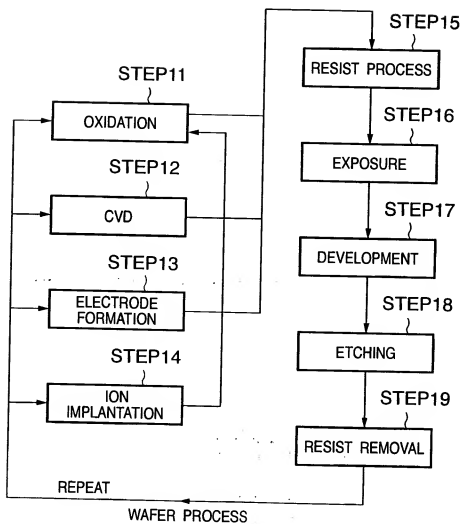 STEP11
OXIDATION
STEP12
CVD
STEP13
ELECTRODE
FORMATION
STEP14
ION
IMPLANTATION
STEP15
RESIST PROCESS
STEP16
EXPOSURE
STEP17
DEVELOPMENT
STEP18
ETCHING
STEP19
RESIST REMOVAL
REPEAT
WAFER PROCESS